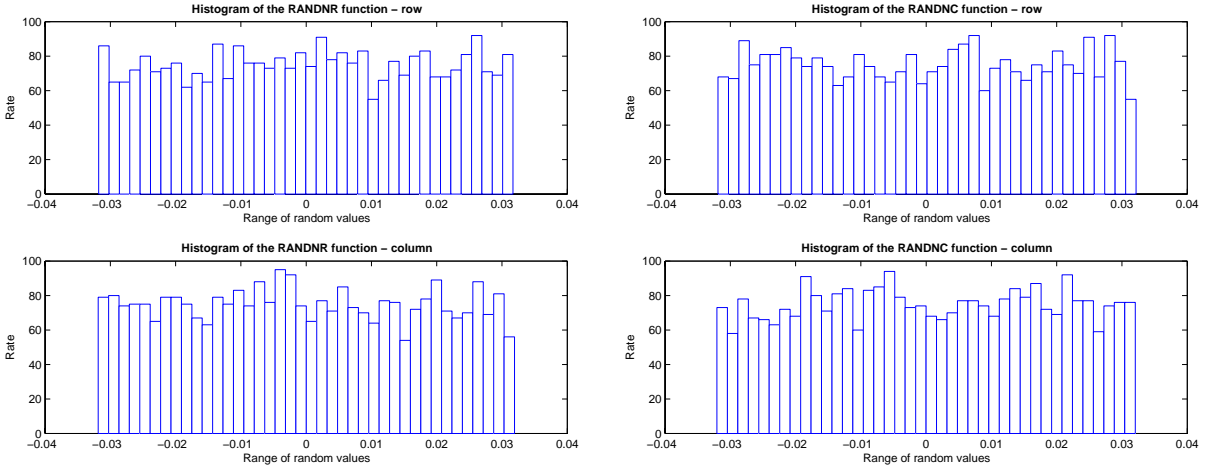 Histogram of the RANDNR function − row
100
80
60
40
20
0
Rate
−0.04 −0.03 −0.02 −0.01 0 0.01 0.02 0.03 0.04
Range of random values
Histogram of the RANDNC function − row
100
80
60
40
20
0
Rate
−0.04 −0.03 −0.02 −0.01 0 0.01 0.02 0.03 0.04
Range of random values
Histogram of the RANDNR function − column
100
80
60
40
20
0
Rate
−0.04 −0.03 −0.02 −0.01 0 0.01 0.02 0.03 0.04
Range of random values
Histogram of the RANDNC function − column
100
80
60
40
20
0
Rate
−0.04 −0.03 −0.02 −0.01 0 0.01 0.02 0.03 0.04
Range of random values